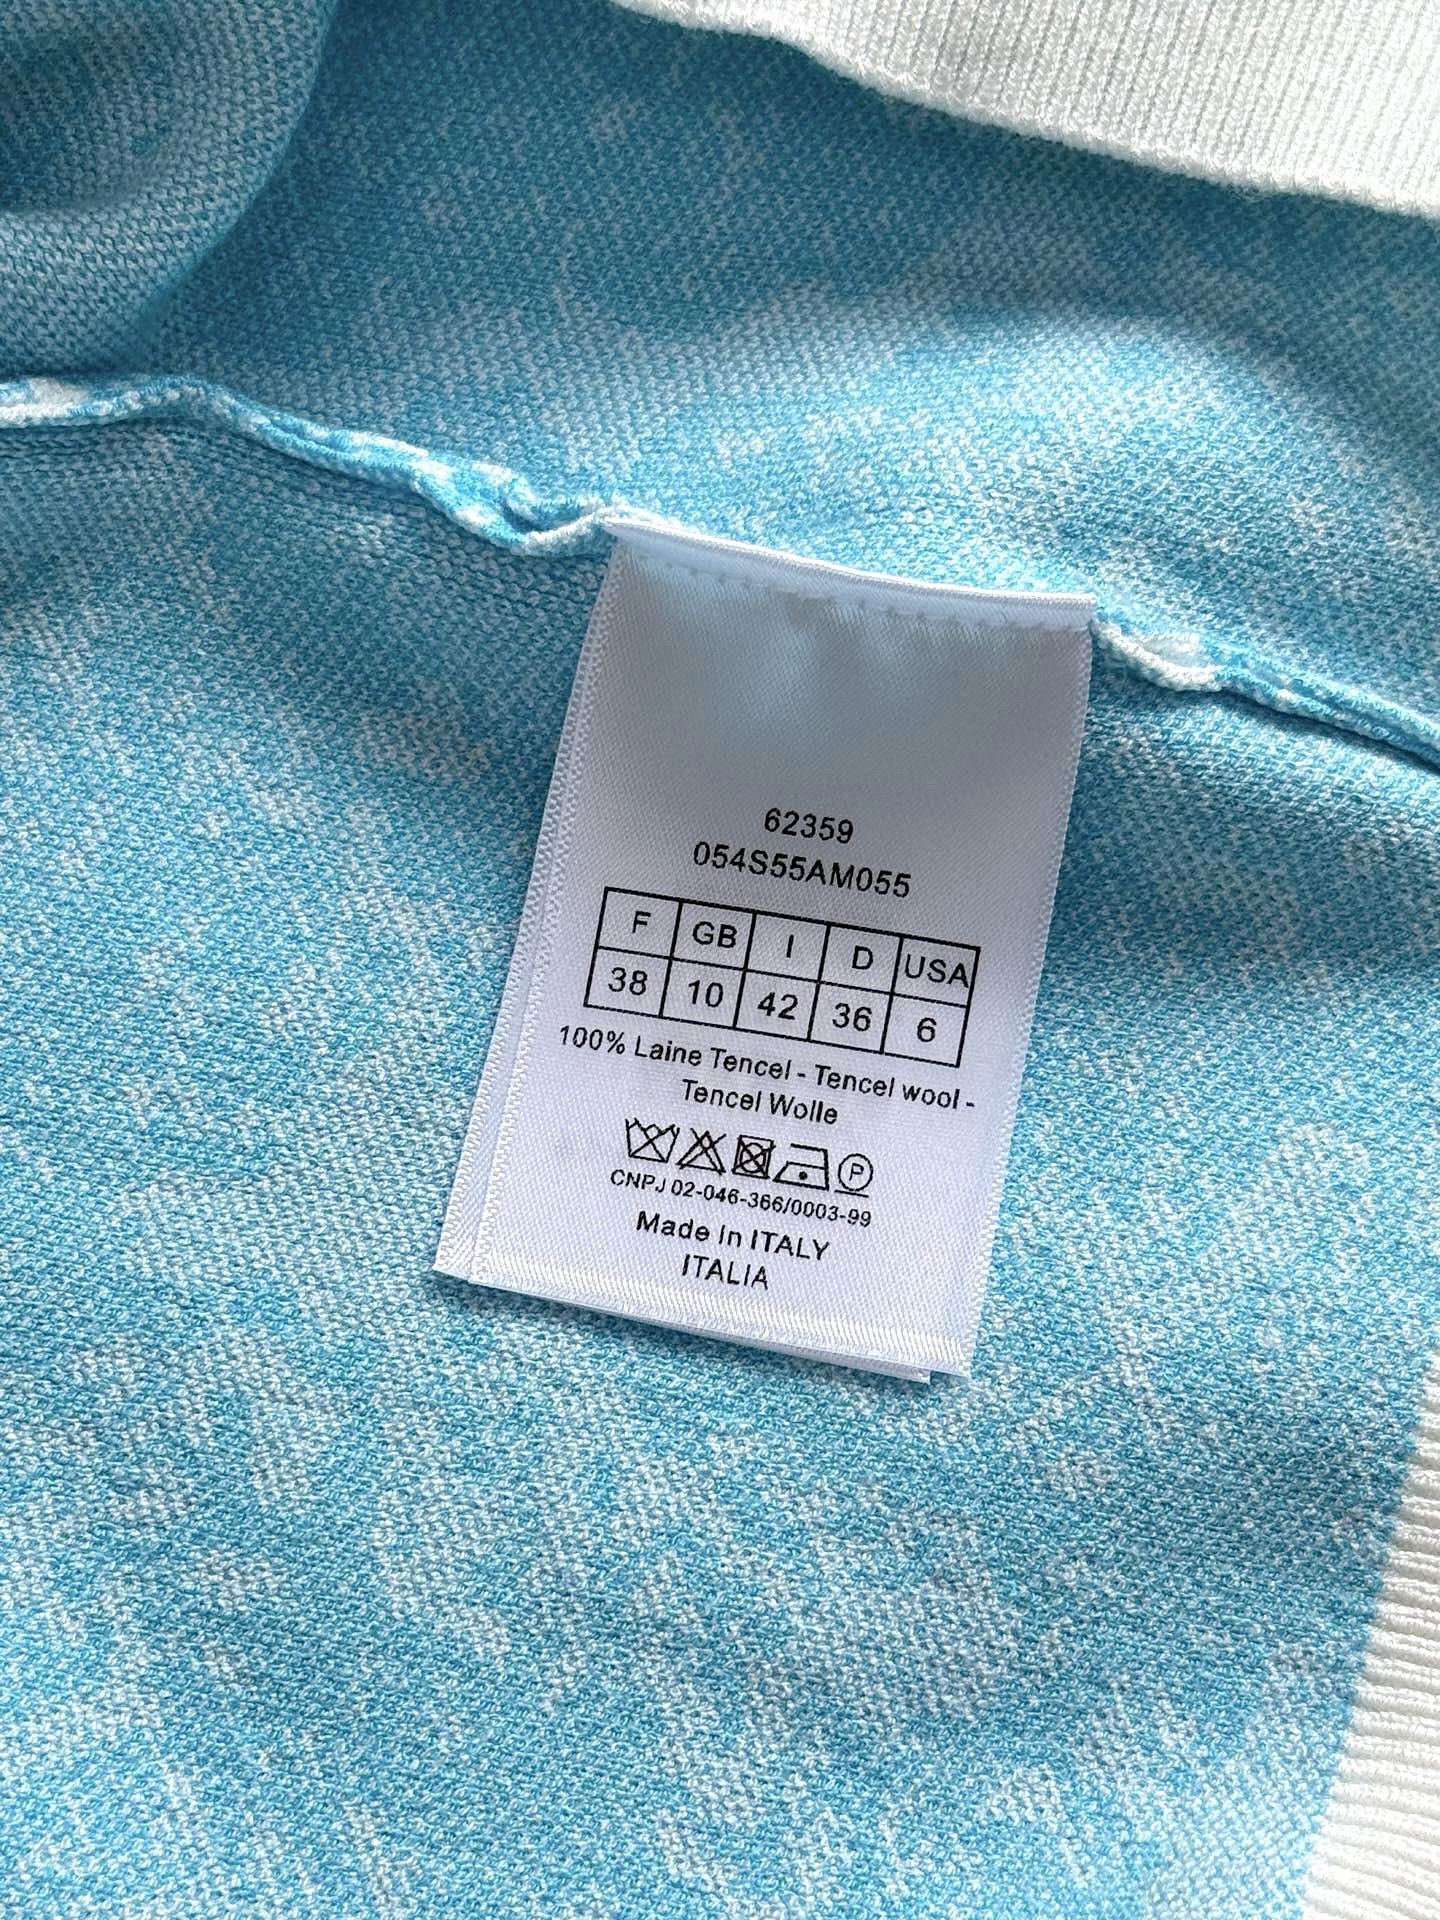 62359
054S55AM055
F GB I D USA
38 10 42 36 6
100% Laine Tencel - Tencel wool -
Tencel Wolle
P
CNPJ 02-046-366/0003-99
Made in ITALY
ITALIA